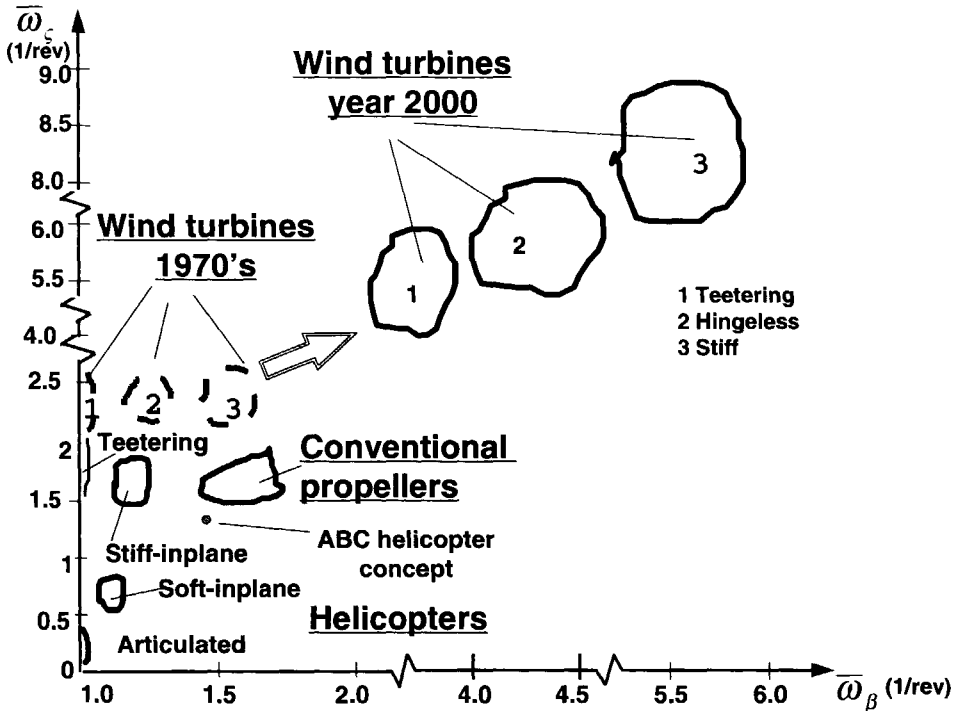 ω̅ζ
(1/rev)
9.0
8.5
8.0
6.0
5.5
4.0
2.5
2
1.5
1
0.5
0
Wind turbines
year 2000
3
2
1
Wind turbines
1970's
1 Teetering
2 Hingeless
3 Stiff
1
2
3
Teetering
Conventional
propellers
Stiff-inplane
ABC helicopter
concept
Soft-inplane
Helicopters
Articulated
1.0 1.5 2.0 4.0 4.5 5.5 6.0
ω̅β (1/rev)